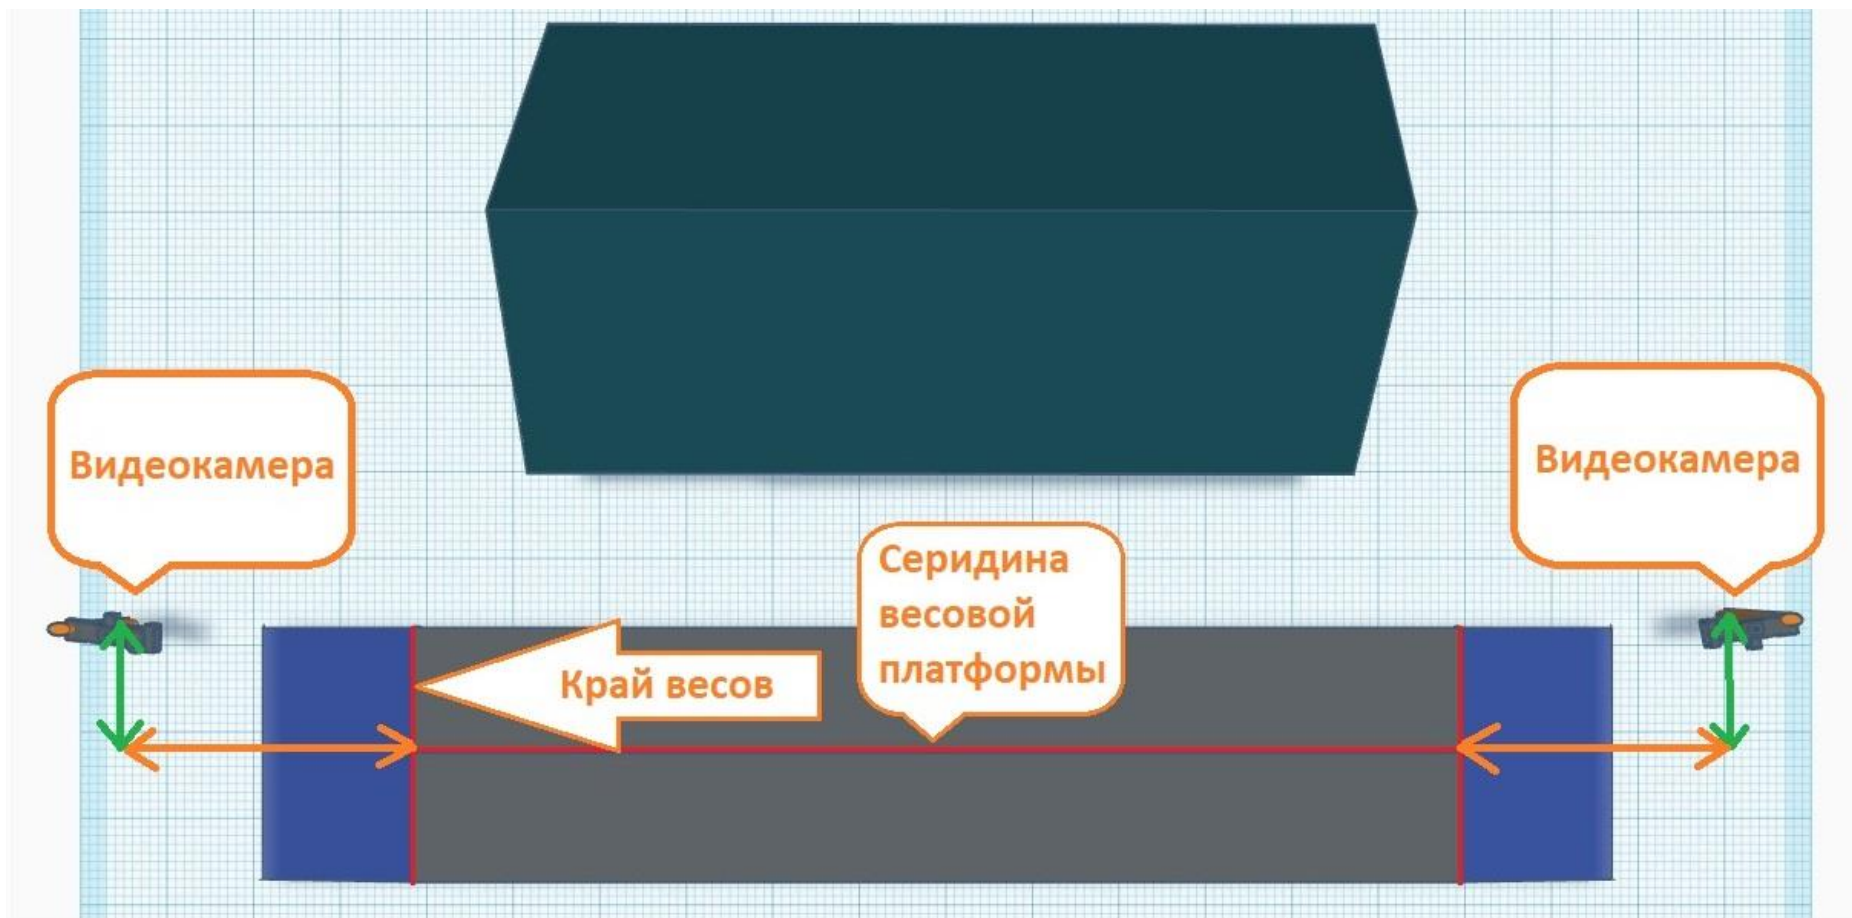 Видеокамера
Видеокамера
Серидина
весовой
платформы
Край весов